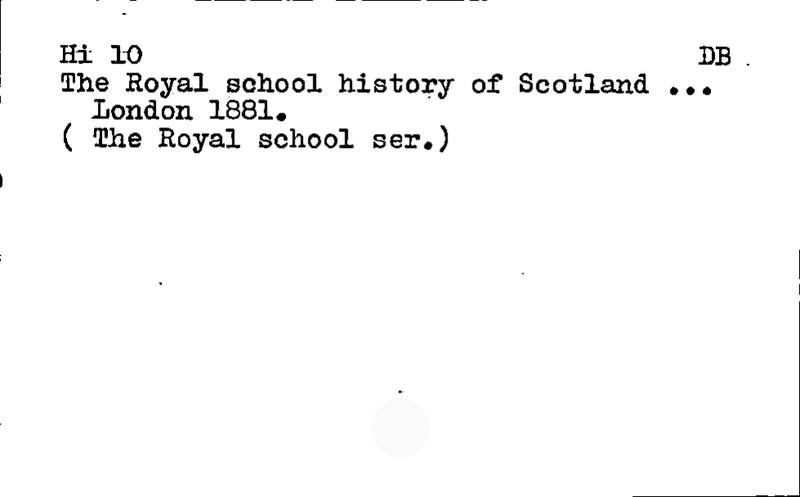 Hi 10 DB
The Royal school history of Scotland ...
London 1881.
( The Royal school ser.)